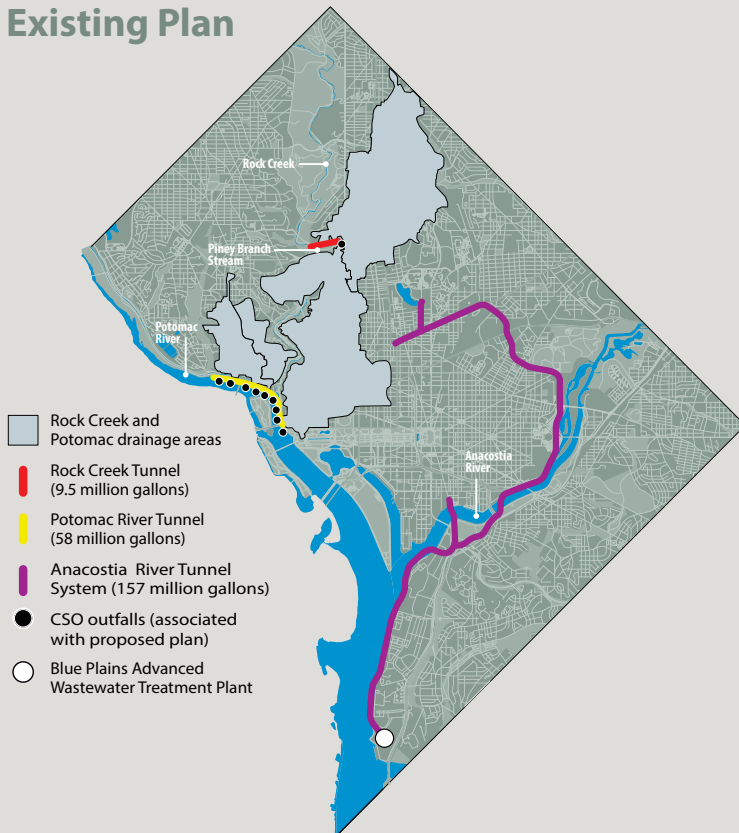 Existing Plan
Rock Creek
Piney Branch
Stream
Potomac
River
Anacostia
River
Rock Creek and
Potomac drainage areas
Rock Creek Tunnel
(9.5 million gallons)
Potomac River Tunnel
(58 million gallons)
Anacostia River Tunnel
System (157 million gallons)
CSO outfalls (associated
with proposed plan)
Blue Plains Advanced
Wastewater Treatment Plant